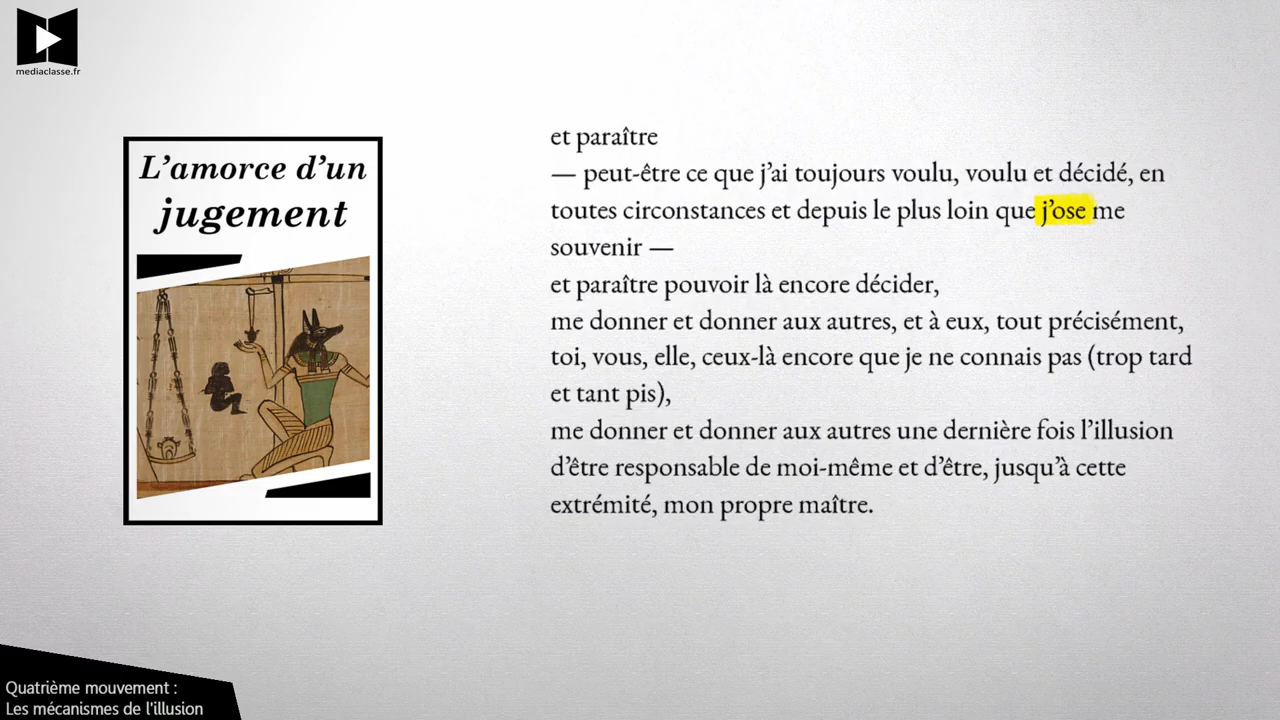 mediaclasse.fr
L’amorce d’un
jugement
et paraître
— peut-être ce que j’ai toujours voulu, voulu et décidé, en
toutes circonstances et depuis le plus loin que j’ose me
souvenir —
et paraître pouvoir là encore décider,
me donner et donner aux autres, et à eux, tout précisément,
toi, vous, elle, ceux-là encore que je ne connais pas (trop tard
et tant pis),
me donner et donner aux autres une dernière fois l’illusion
d’être responsable de moi-même et d’être, jusqu’à cette
extrémité, mon propre maître.
Quatrième mouvement :
Les mécanismes de l'illusion